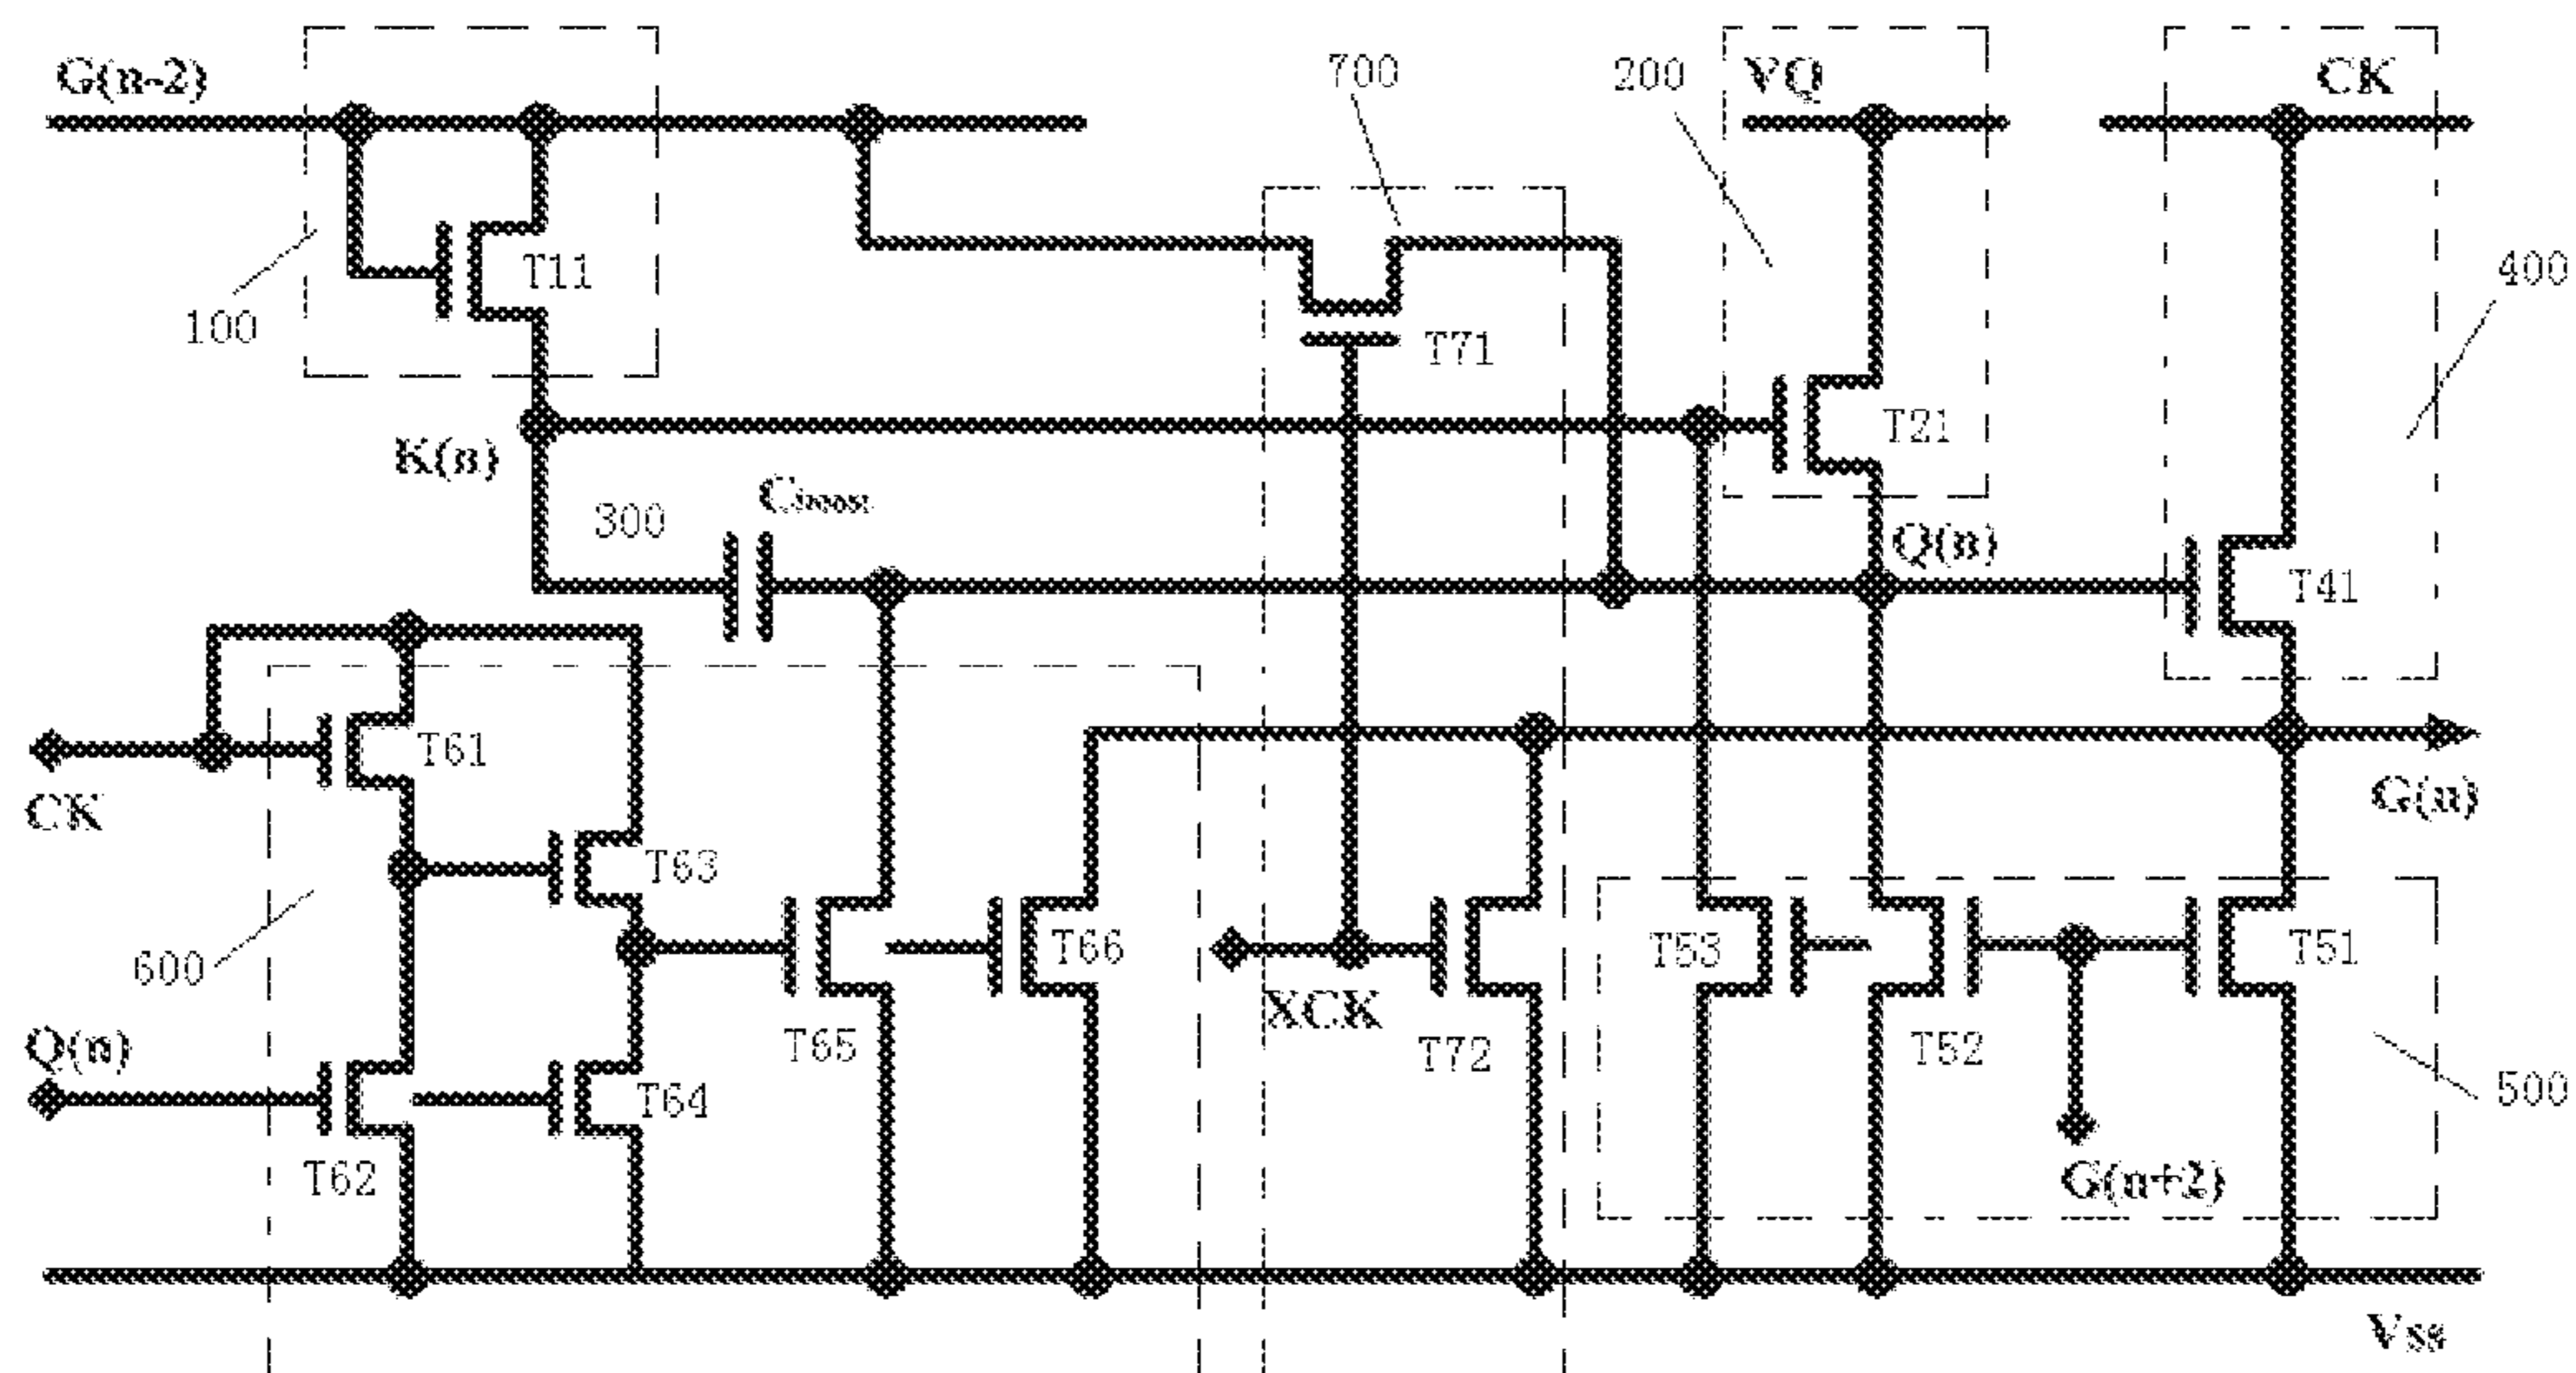 G(n-2)
700
200
VQ
CK
T11
400
100
T71
T21
K(n)
Cboost
300
Q(n)
T41
T61
CK
G(n)
T63
600
T66
T53
T51
XCK
T65
T72
T52
Q(n)
T64
500
T62
G(n+2)
Vss